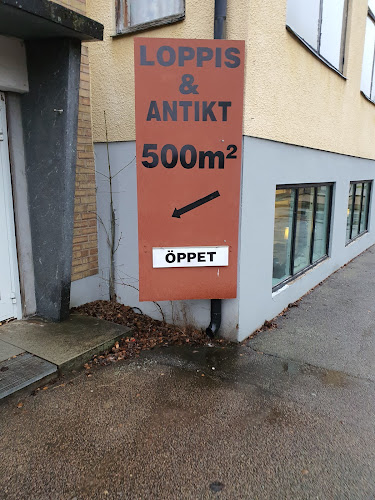 LOPPIS
&
ANTIKT
500m²
ÖPPET